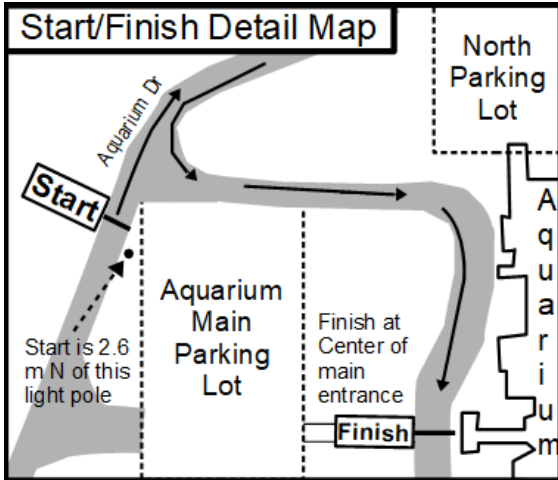 Start/Finish Detail Map
North
Parking
Lot
Aquarium Dr
Start
Aquarium
Aquarium
Main
Parking
Lot
Start is 2.6
m N of this
light pole
Finish at
Center of
main
entrance
Finish